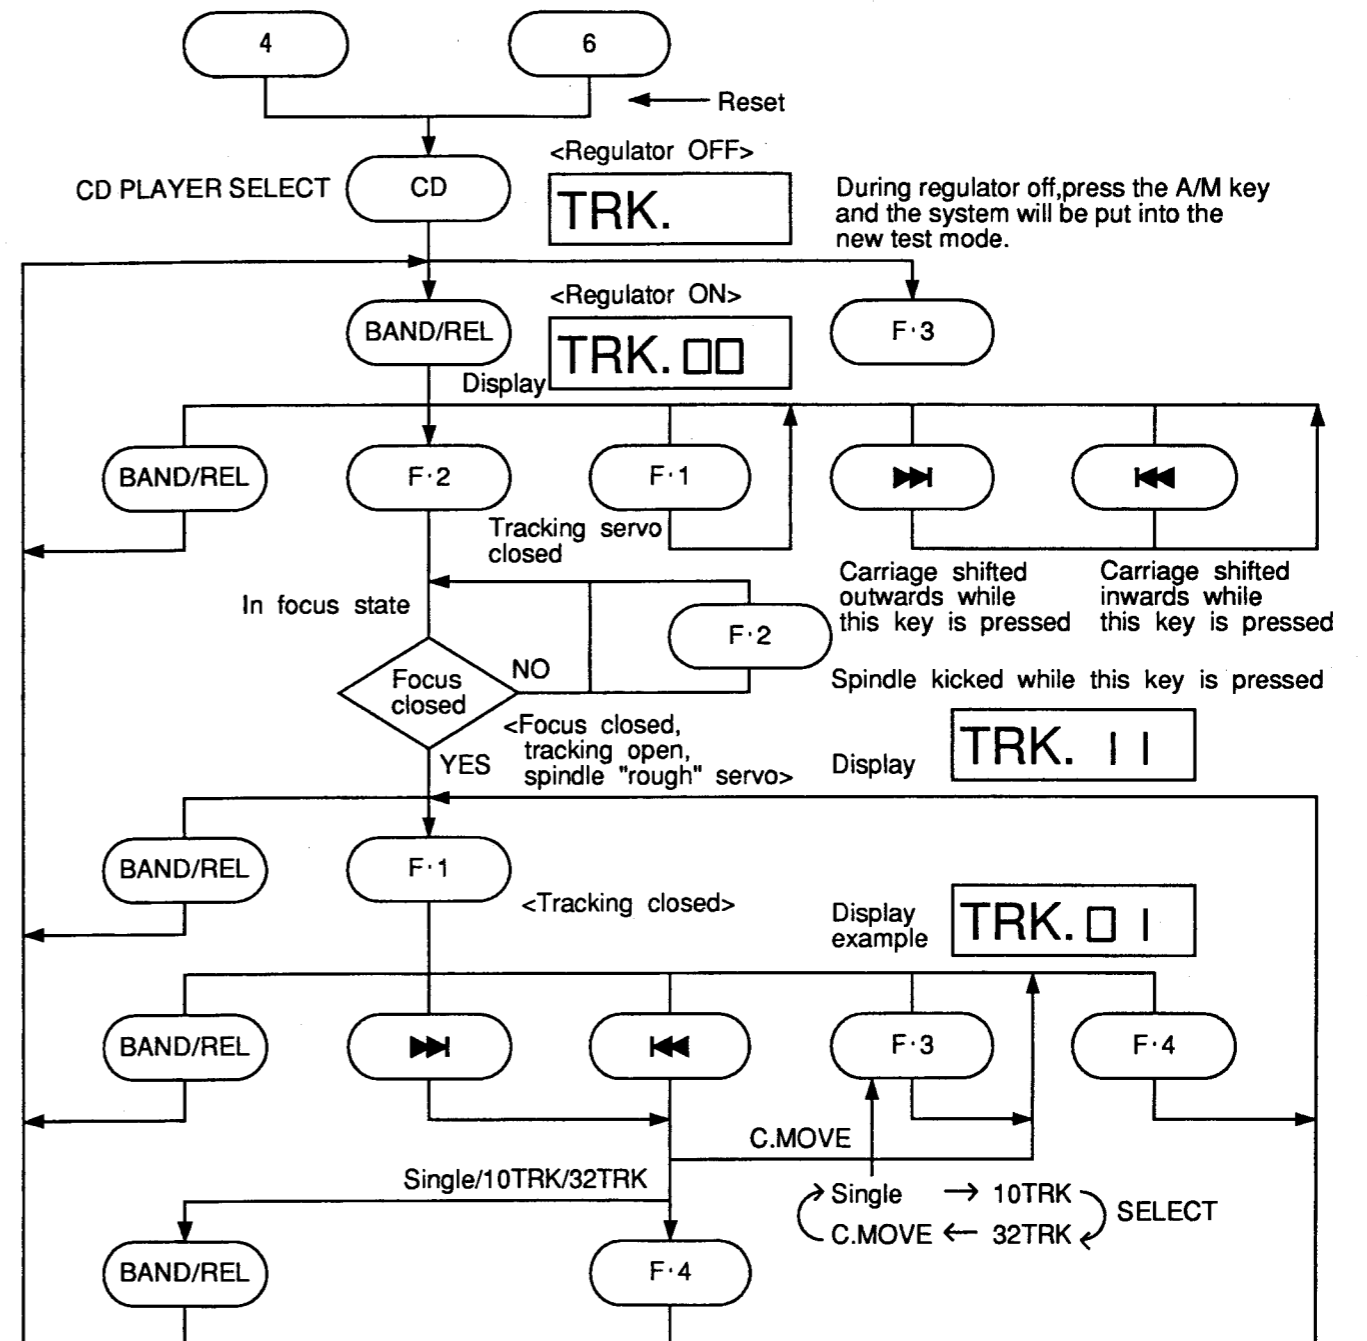 4
6
Reset
<Regulator OFF>
CD PLAYER SELECT
CD
TRK.
During regulator off,press the A/M key
and the system will be put into the
new test mode.
<Regulator ON>
BAND/REL
TRK. 00
F·3
Display
BAND/REL
F·2
F·1
⏭
⏮
Tracking servo
closed
Carriage shifted
outwards while
this key is pressed
Carriage shifted
inwards while
this key is pressed
In focus state
F·2
Focus
closed
NO
Spindle kicked while this key is pressed
<Focus closed,
tracking open,
spindle "rough" servo>
YES
Display
TRK. 11
BAND/REL
F·1
<Tracking closed>
Display
example
TRK. 01
BAND/REL
⏭
⏮
F·3
F·4
C.MOVE
Single/10TRK/32TRK
Single → 10TRK
C.MOVE ← 32TRK
SELECT
BAND/REL
F·4